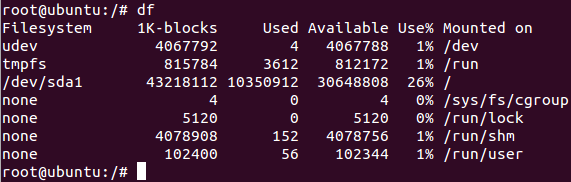 root@ubuntu:/# df
Filesystem     1K-blocks     Used Available Use% Mounted on
udev             4067792        4   4067788   1% /dev
tmpfs             815784     3612    812172   1% /run
/dev/sda1       43218112 10350912  30648808  26% /
none                   4        0         4   0% /sys/fs/cgroup
none                5120        0      5120   0% /run/lock
none             4078908      152   4078756   1% /run/shm
none              102400       56    102344   1% /run/user
root@ubuntu:/#